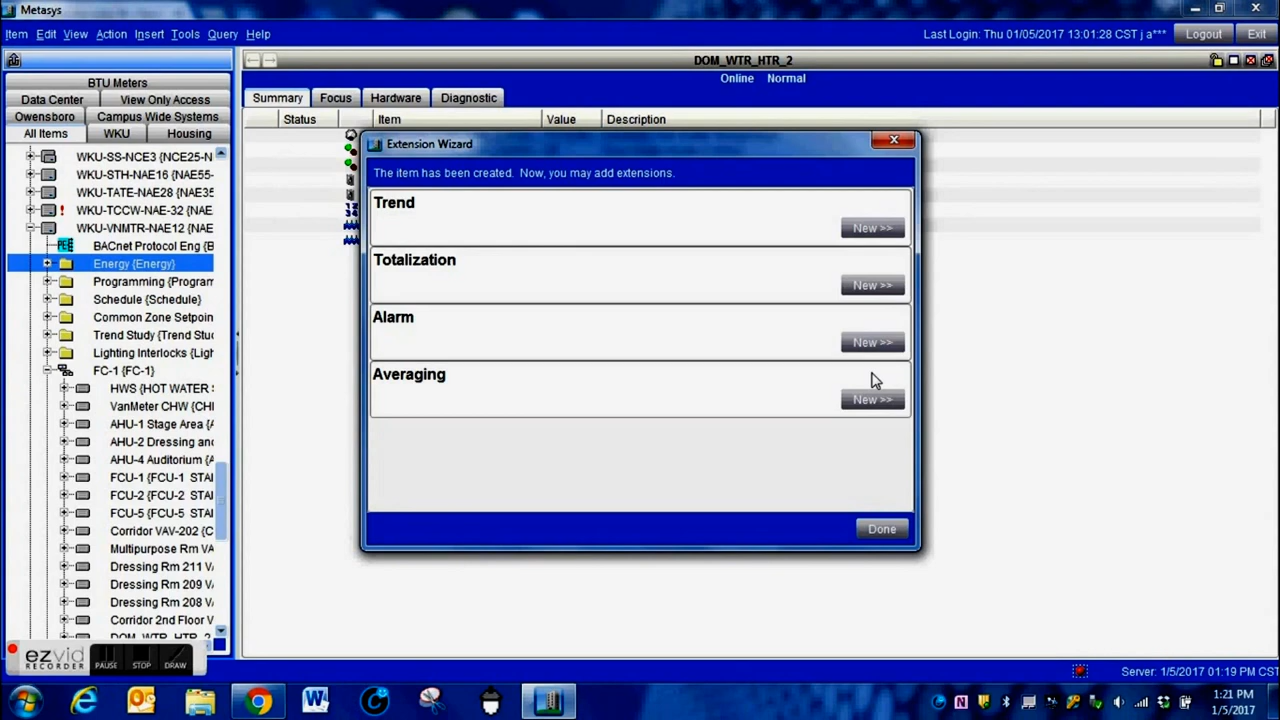 Metasys
Item Edit View Action Insert Tools Query Help
Last Login: Thu 01/05/2017 13:01:28 CST j a***
Logout
Exit
BTU Meters
Data Center
View Only Access
Owensboro
Campus Wide Systems
All Items
WKU
Housing
WKU-SS-NCE3 {NCE25-N
WKU-STH-NAE16 {NAE55-
WKU-TATE-NAE28 {NAE35
WKU-TCCW-NAE-32 {NAE
WKU-VNMTR-NAE12 {NAE
BACnet Protocol Eng {B
Energy {Energy}
Programming {Program
Schedule {Schedule}
Common Zone Setpoin
Trend Study {Trend Stud
Lighting Interlocks {Ligh
FC-1 {FC-1}
HWS {HOT WATER S
VanMeter CHW {CHI
AHU-1 Stage Area {A
AHU-2 Dressing and
AHU-4 Auditorium {A
FCU-1 {FCU-1 STAI
FCU-2 {FCU-2 STAI
FCU-5 {FCU-5 STAI
Corridor VAV-202 {c
Multipurpose Rm VA
Dressing Rm 211 VA
Dressing Rm 209 VA
Dressing Rm 208 VA
Corridor 2nd Floor V
DOM_WTR_HTR_2
DOM_WTR_HTR_2
Online Normal
Summary
Focus
Hardware
Diagnostic
Status
Item
Value
Description
Extension Wizard
The item has been created. Now, you may add extensions.
Trend
New >>
Totalization
New >>
Alarm
New >>
Averaging
New >>
Done
ezvid
RECORDER
PAUSE
STOP
DRAW
Server: 1/5/2017 01:19 PM CST
1:21 PM
1/5/2017